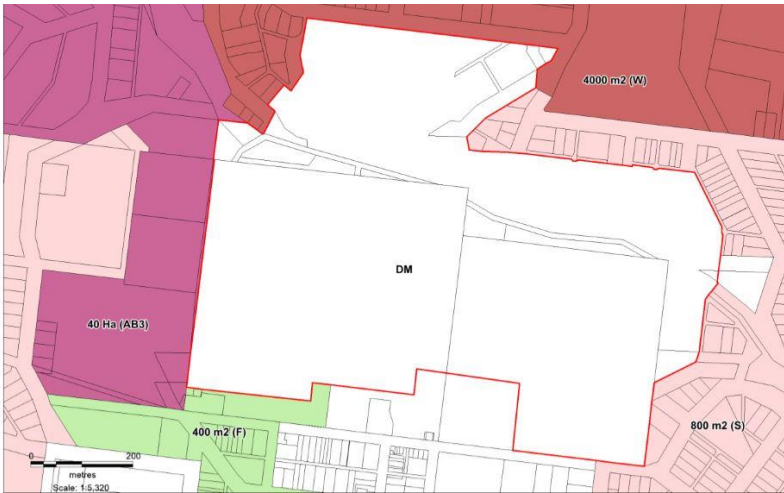 4000 m2 (W)
DM
40 Ha (AB3)
400 m2 (F)
800 m2 (S)
0 200
metres
Scale: 1:5,320